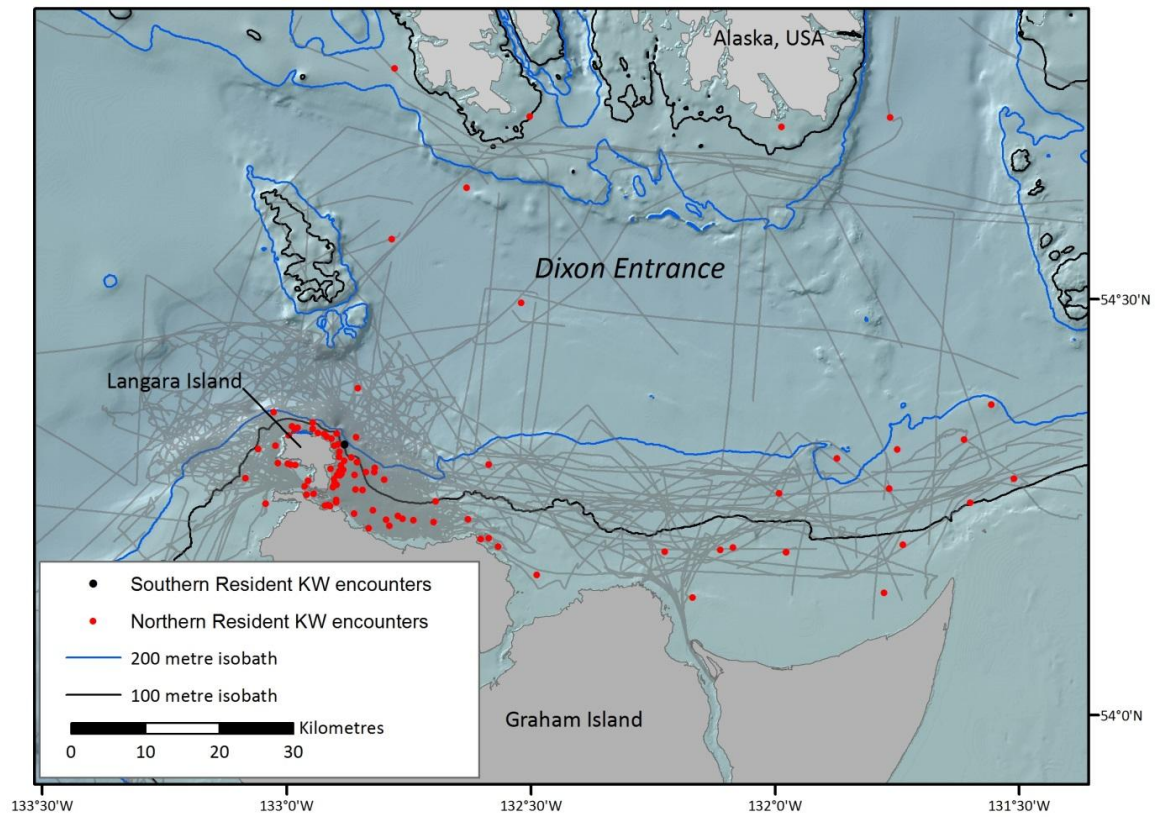 Alaska, USA
Dixon Entrance
54°30'N
Langara Island
Southern Resident KW encounters
Northern Resident KW encounters
200 metre isobath
100 metre isobath
Kilometres
0 10 20 30
Graham Island
54°0'N
133°30'W 133°0'W 132°30'W 132°0'W 131°30'W